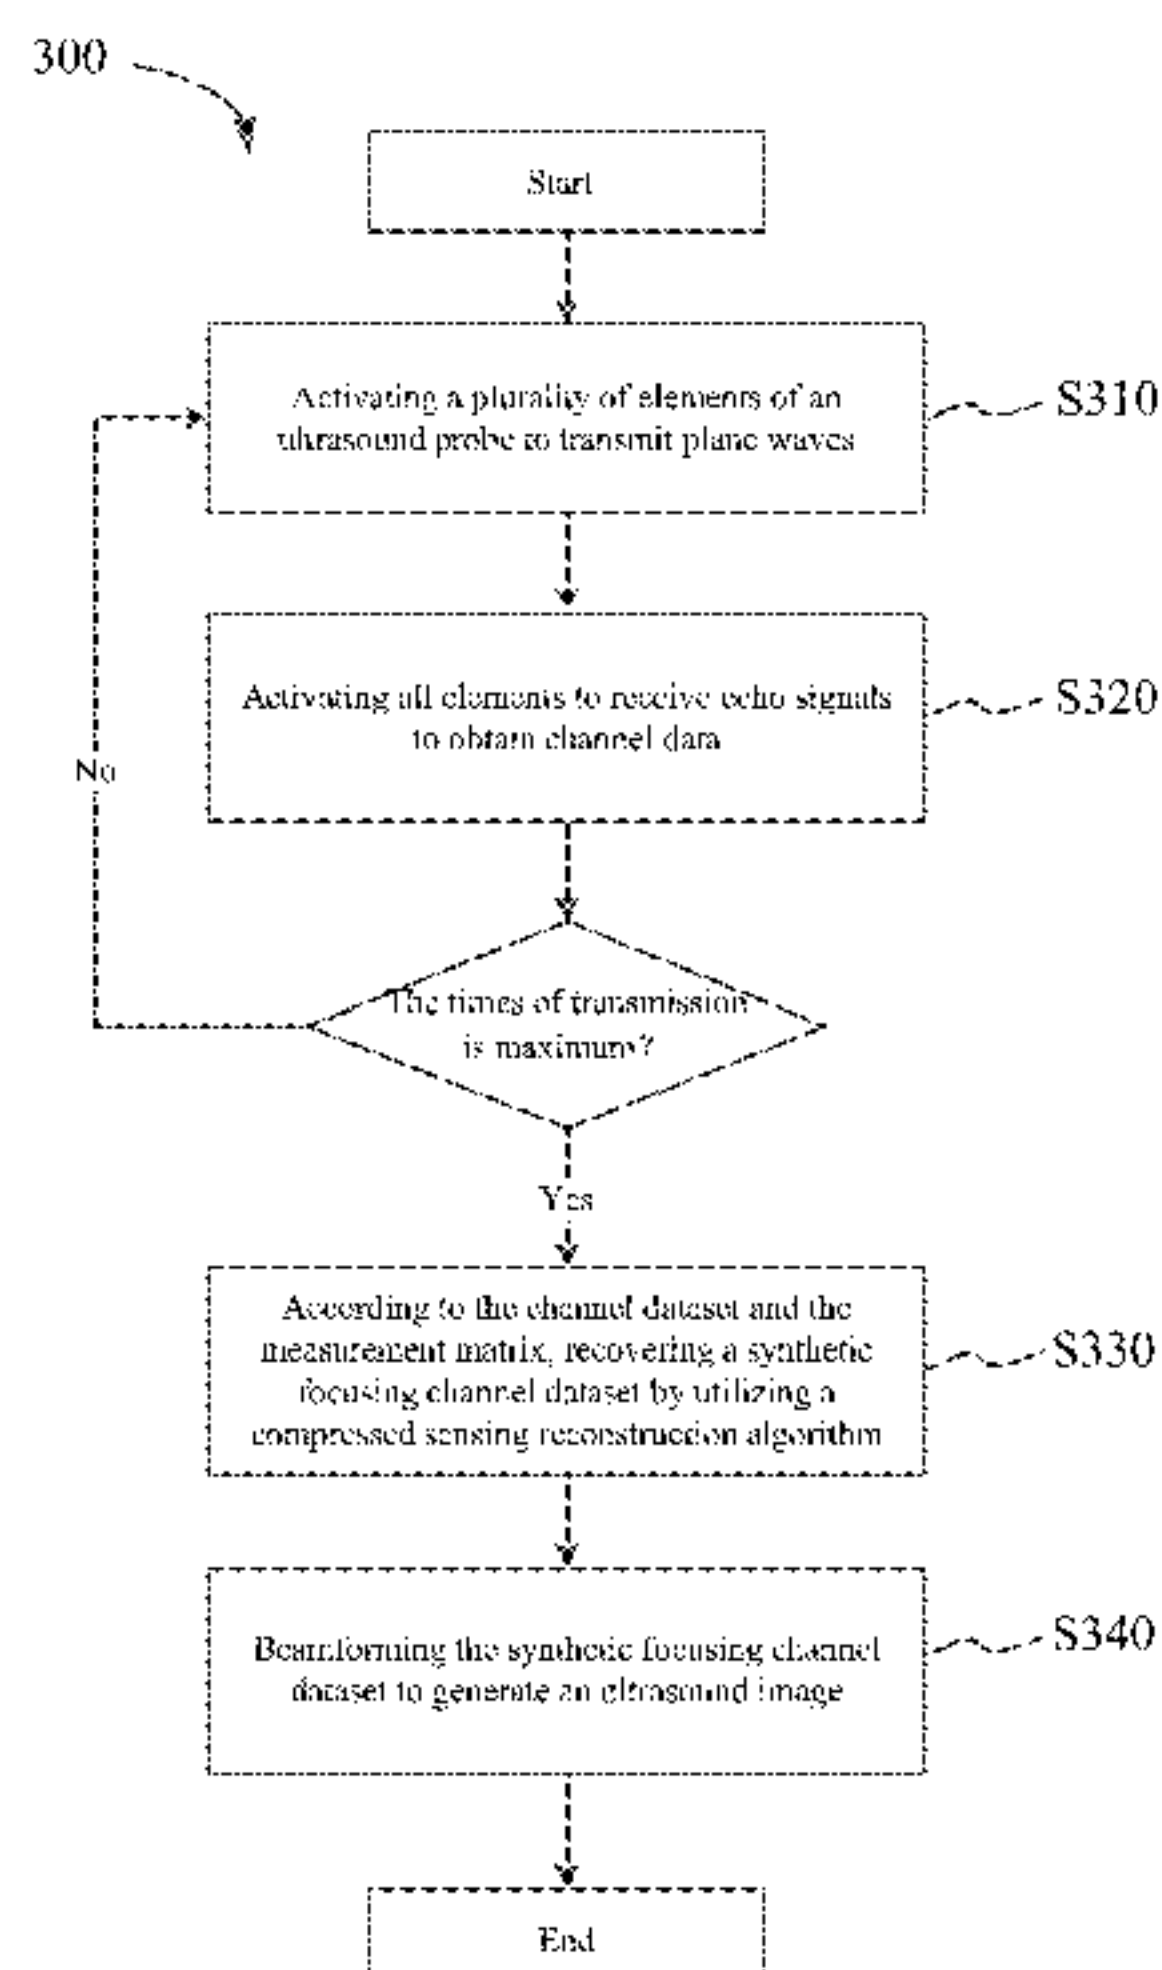 300
Start
Activating a plurality of elements of an
ultrasound probe to transmit plane waves
S310
Activating all elements to receive echo signals
to obtain channel data
S320
No
The times of transmission
is maximum?
Yes
According to the channel dataset and the
measurement matrix, recovering a synthetic
focusing channel dataset by utilizing a
compressed sensing reconstruction algorithm
S330
Beamforming the synthetic focusing channel
dataset to generate an ultrasound image
S340
End